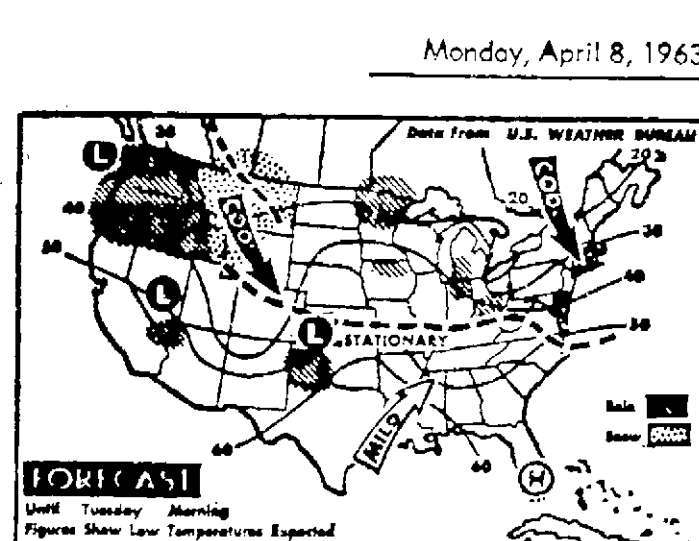 Monday, April 8, 1963
Data from U.S. WEATHER BUREAU
L
30
20
COOL
COOL
20
40
30
L
40
L
STATIONARY
30
MILD
Rain
Snow
60
60
H
FORECAST
Until Tuesday Morning
Figures Show Low Temperatures Expected